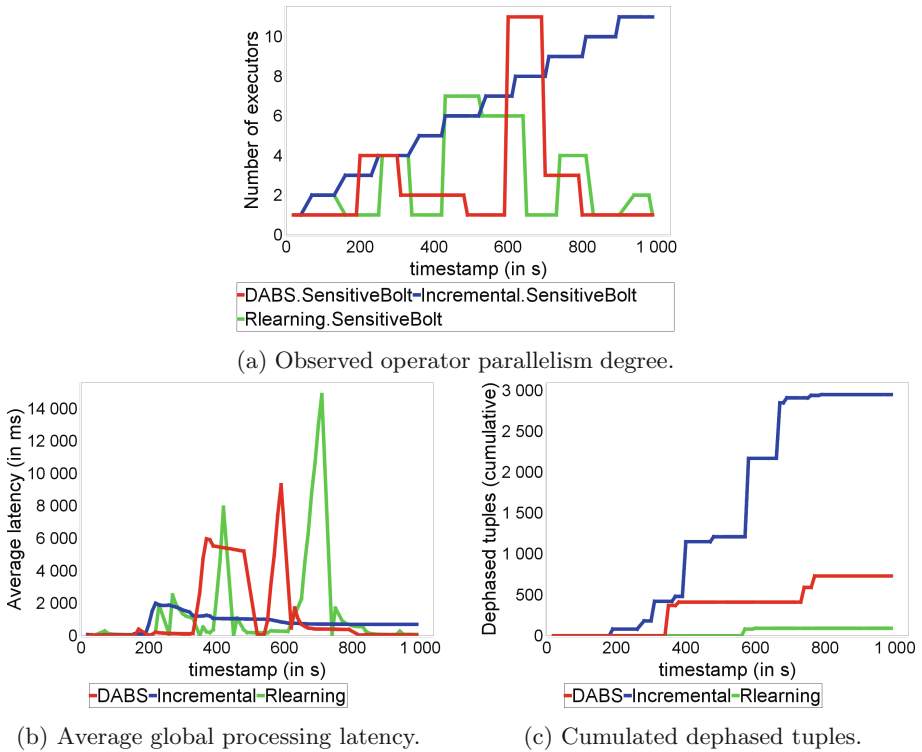 Number of executors
10
8
6
4
2
0
0 200 400 600 800 1 000
timestamp (in s)
DABS.SensitiveBolt Incremental.SensitiveBolt
Rlearning.SensitiveBolt
(a) Observed operator parallelism degree.
Average latency (in ms)
14 000
12 000
10 000
8 000
6 000
4 000
2 000
0
0 200 400 600 800 1 000
timestamp (in s)
DABS Incremental Rlearning
(b) Average global processing latency.
Dephased tuples (cumulative)
3 000
2 500
2 000
1 500
1 000
500
0
0 200 400 600 800 1 000
timestamp (in s)
DABS Incremental Rlearning
(c) Cumulated dephased tuples.